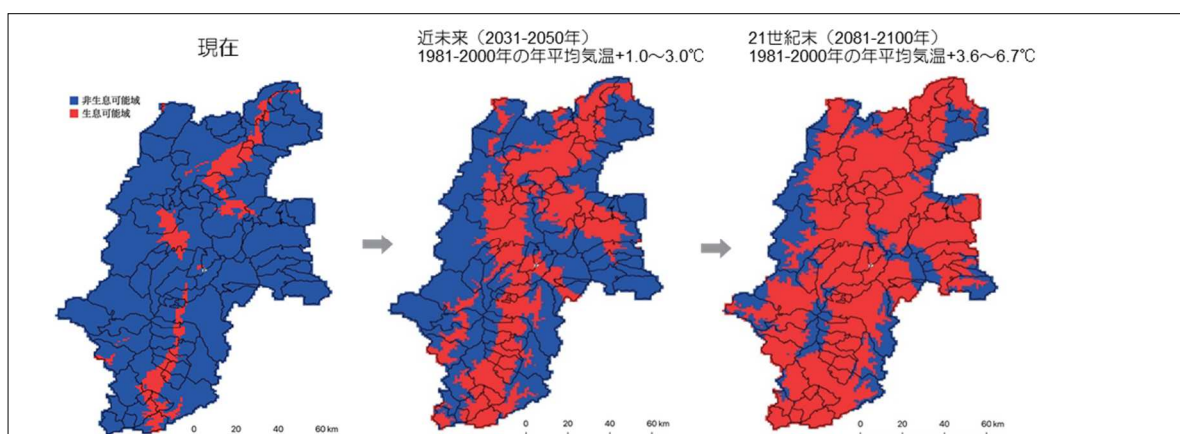 現在
非生息可能域
生息可能域
0 20 40 60 km
近未来（2031-2050年）
1981-2000年の年平均気温+1.0～3.0℃
0 20 40 60 km
21世紀末（2081-2100年）
1981-2000年の年平均気温+3.6～6.7℃
0 20 40 60 km